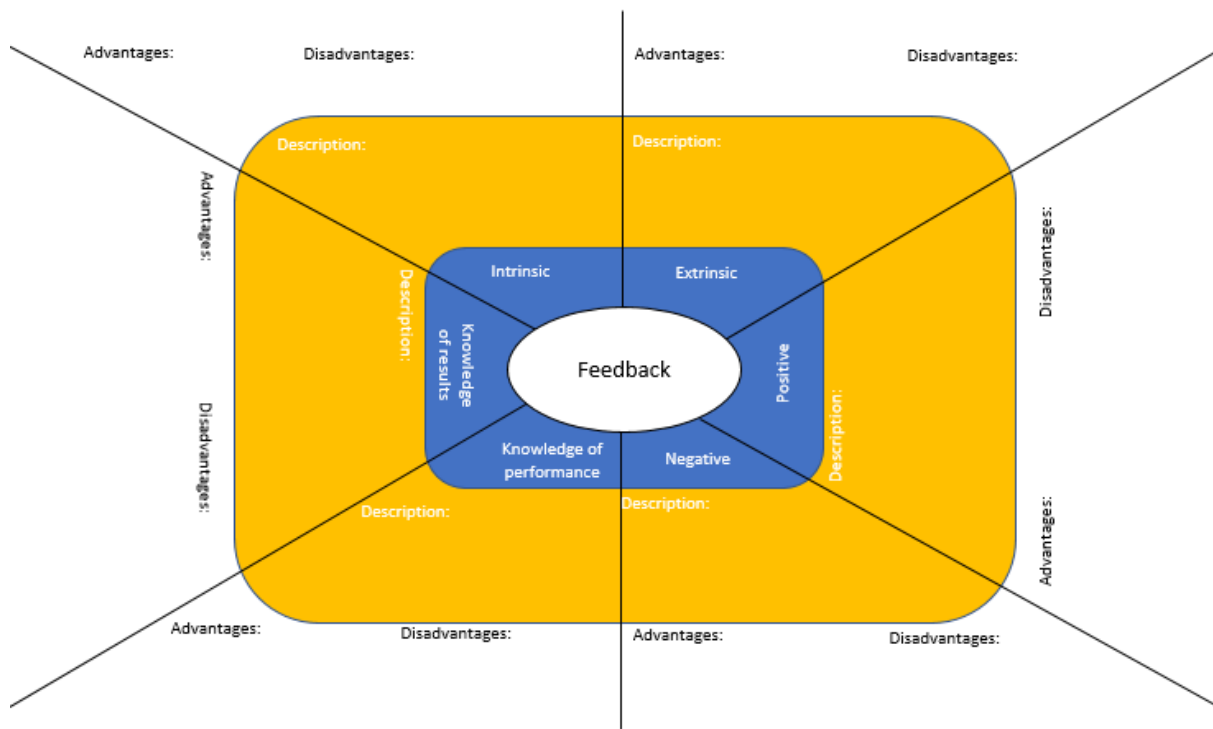 Advantages:
Disadvantages:
Advantages:
Disadvantages:
Description:
Description:
Advantages:
Disadvantages:
Description:
Intrinsic
Extrinsic
Knowledge
of results
Feedback
Positive
Description:
Disadvantages:
Knowledge of
performance
Negative
Description:
Description:
Advantages:
Advantages:
Disadvantages:
Advantages:
Disadvantages: